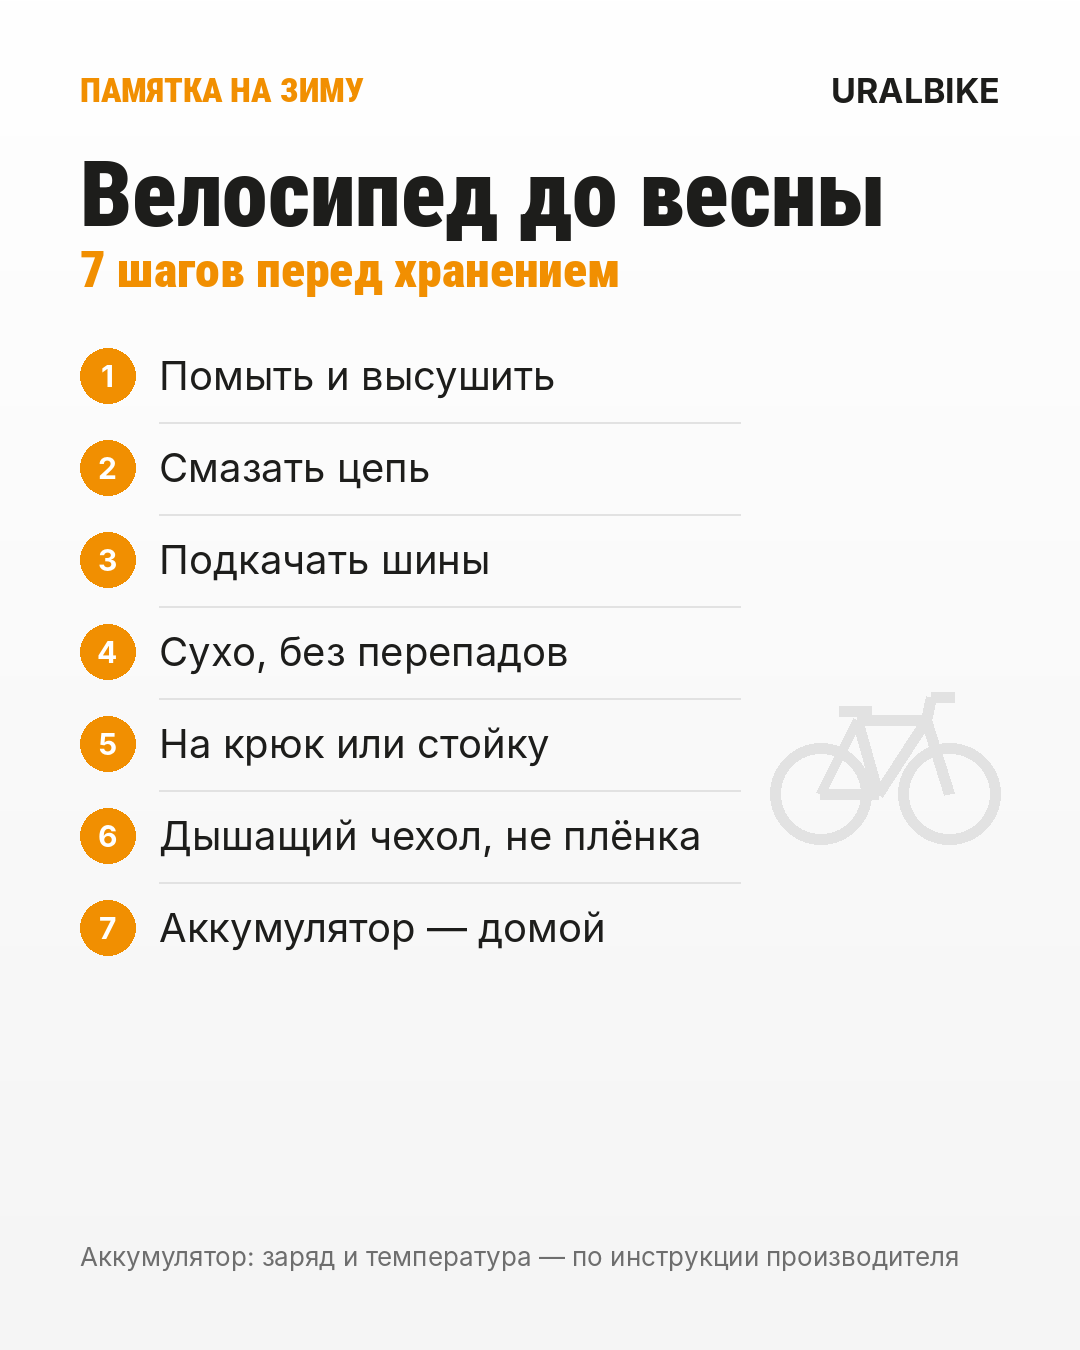 ПАМЯТКА НА ЗИМУ
URALBIKE
Велосипед до весны
7 шагов перед хранением
1 Помыть и высушить
2 Смазать цепь
3 Подкачать шины
4 Сухо, без перепадов
5 На крюк или стойку
6 Дышащий чехол, не плёнка
7 Аккумулятор — домой
Аккумулятор: заряд и температура — по инструкции производителя